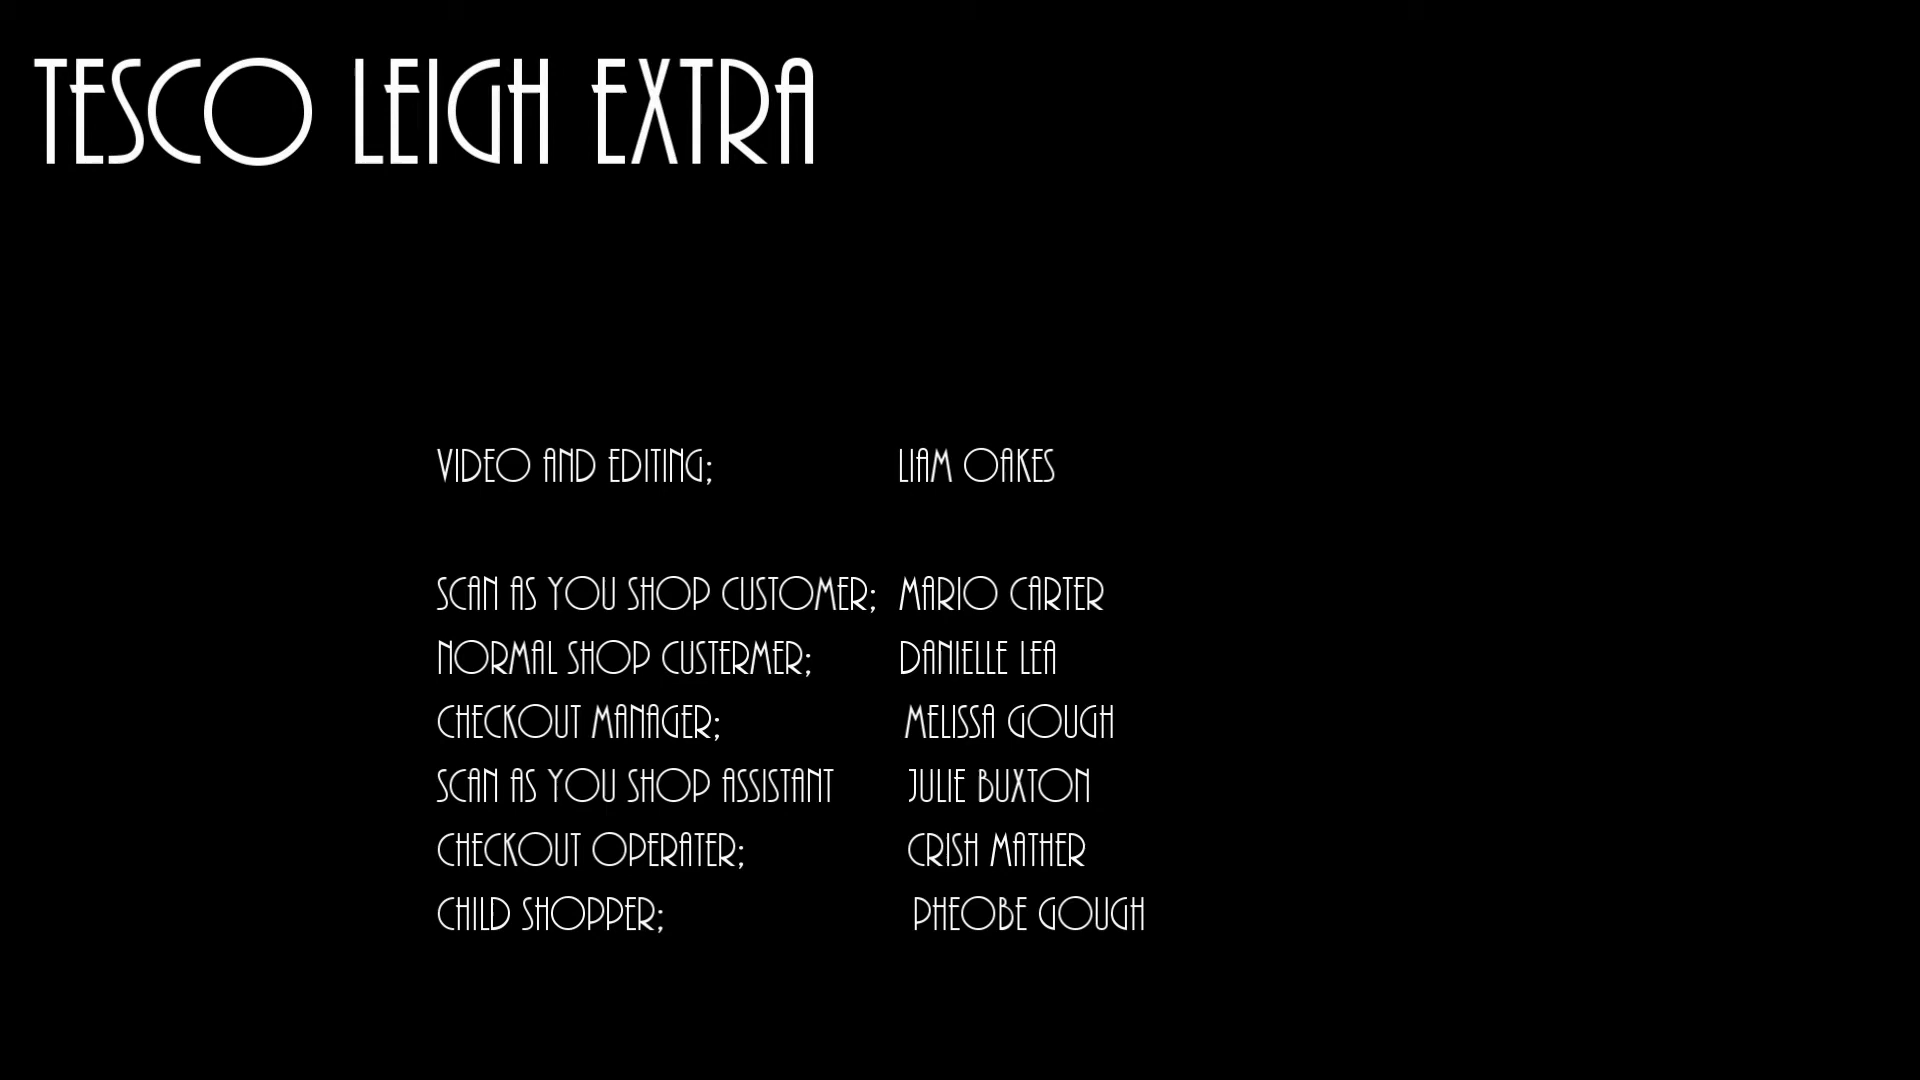 TESCO LEIGH EXTRA
VIDEO AND EDITING; LIAM OAKES
SCAN AS YOU SHOP CUSTOMER; MARIO CARTER
NORMAL SHOP CUSTERMER; DANIELLE LEA
CHECKOUT MANAGER; MELISSA GOUGH
SCAN AS YOU SHOP ASSISTANT JULIE BUXTON
CHECKOUT OPERATER; CRISH MATHER
CHILD SHOPPER; PHEOBE GOUGH